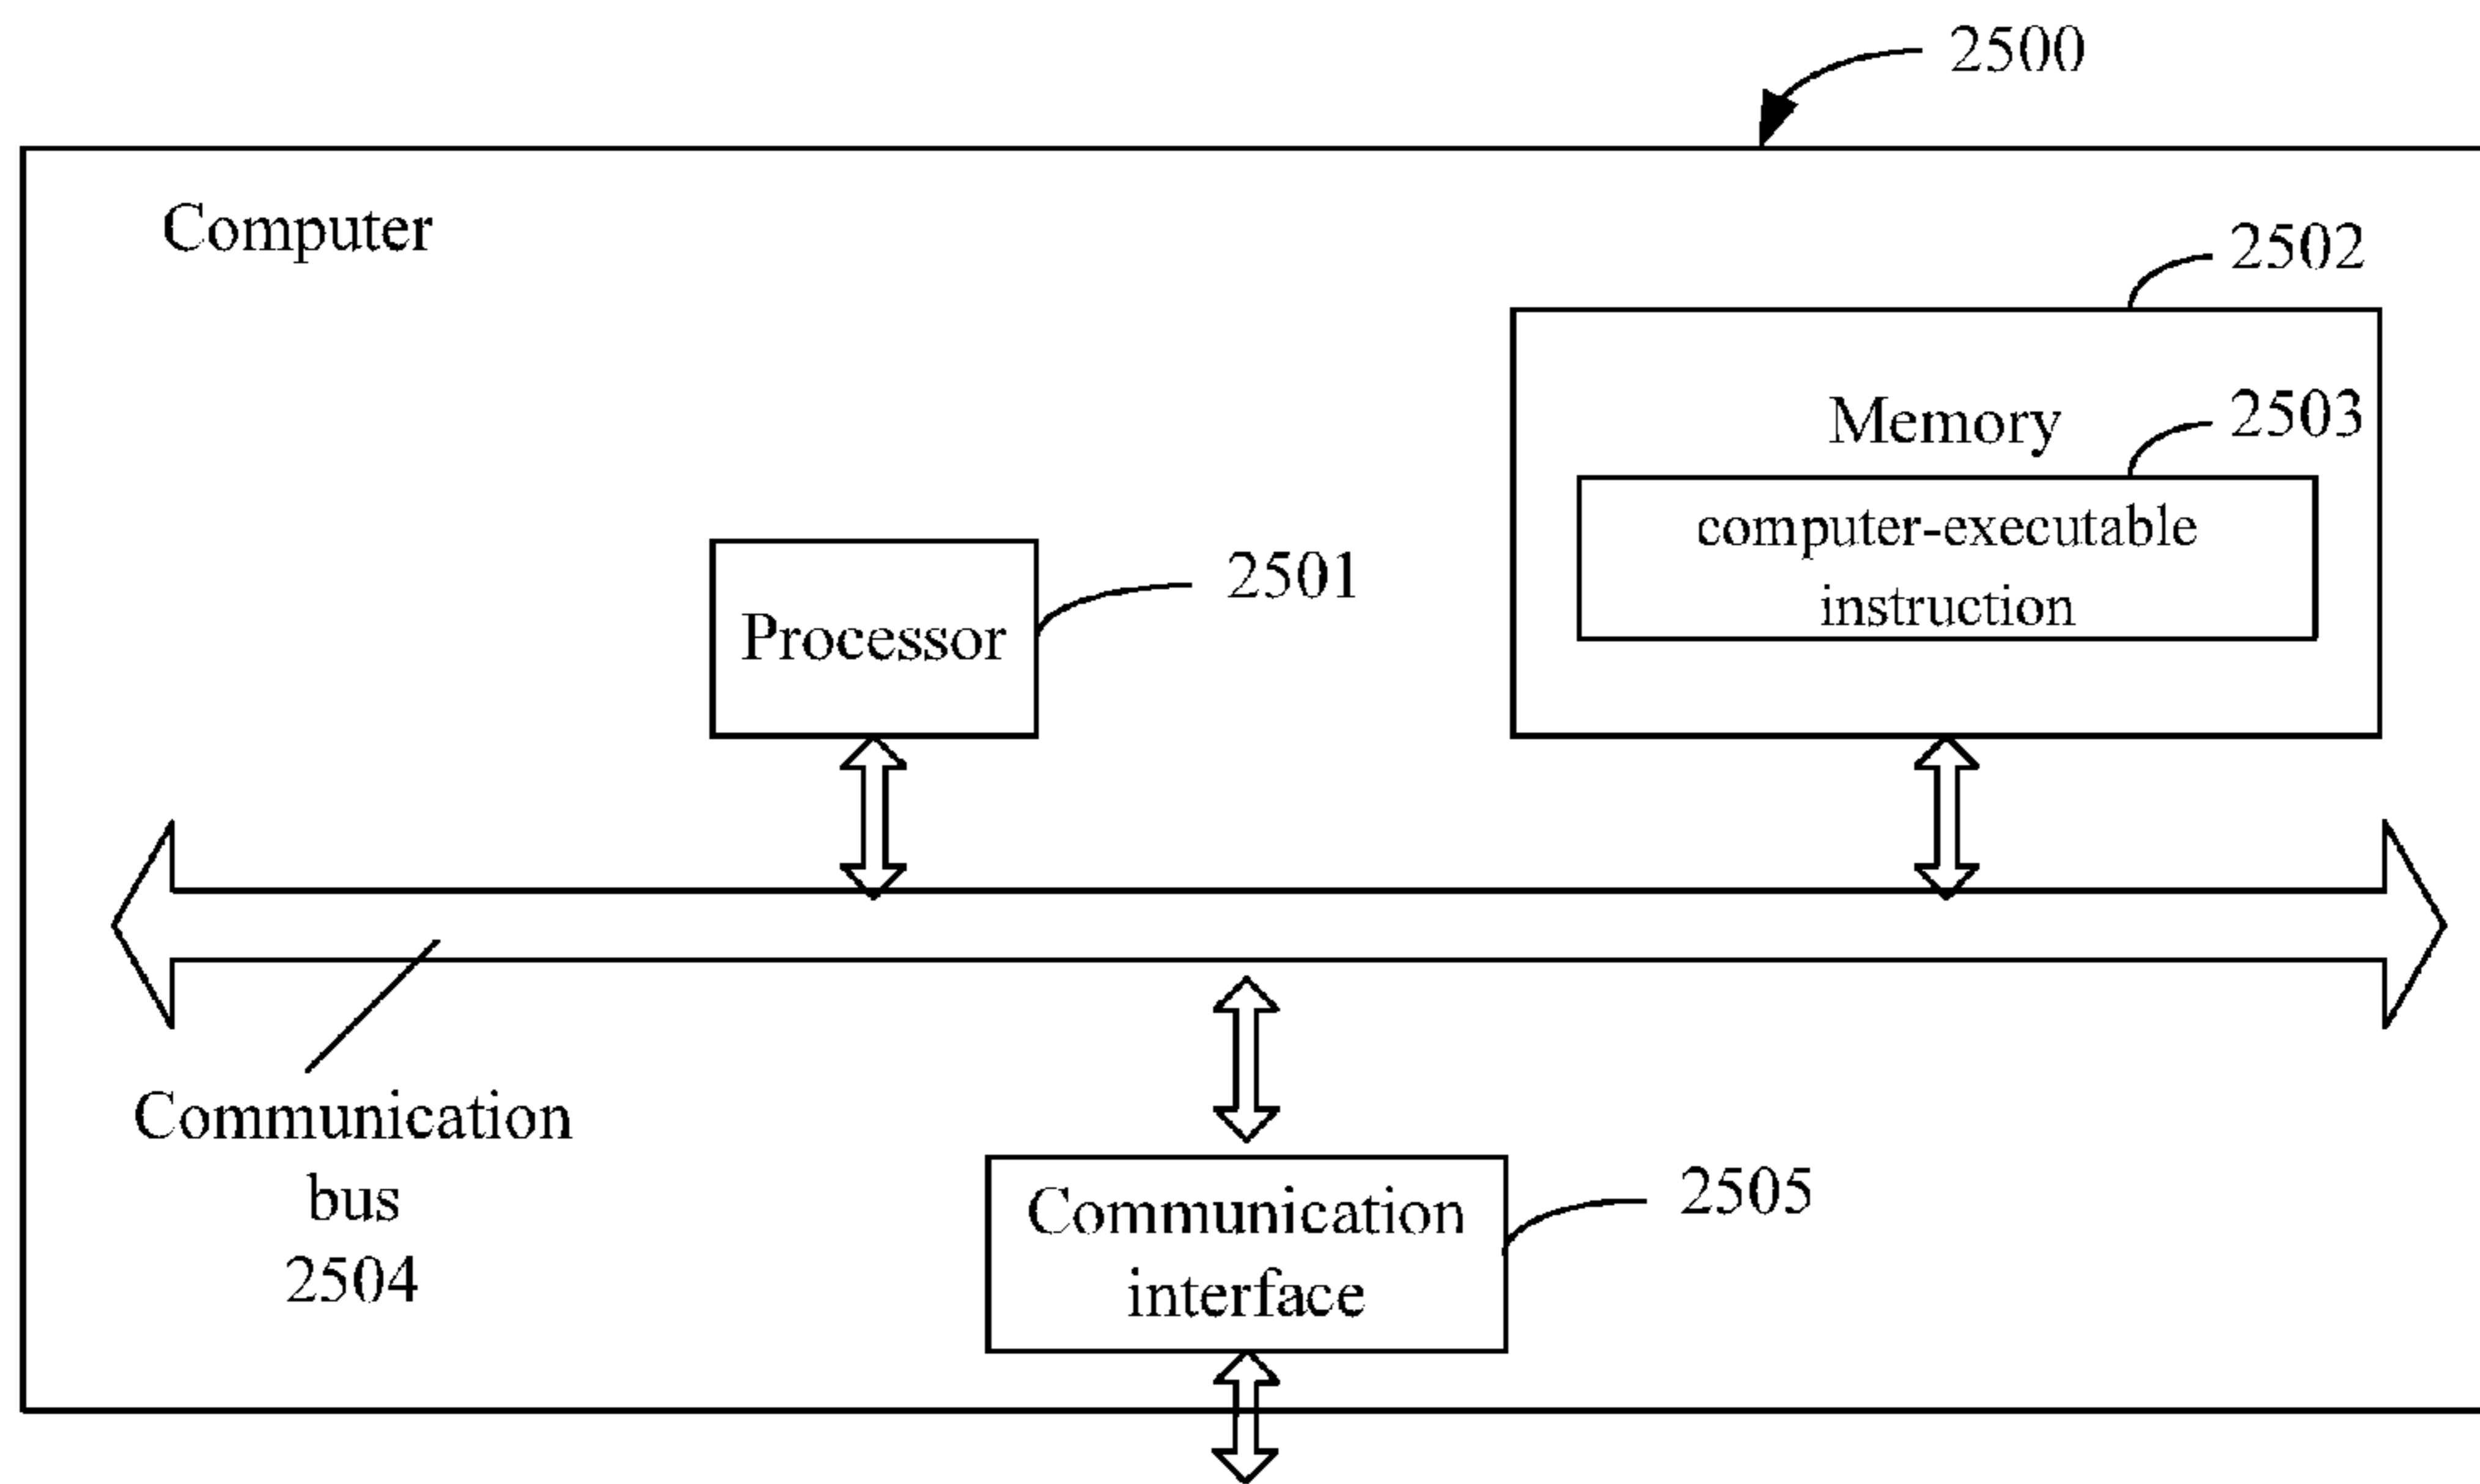 2500
Computer
2502
Memory
2503
computer-executable
instruction
Processor
2501
Communication
bus
2504
Communication
interface
2505